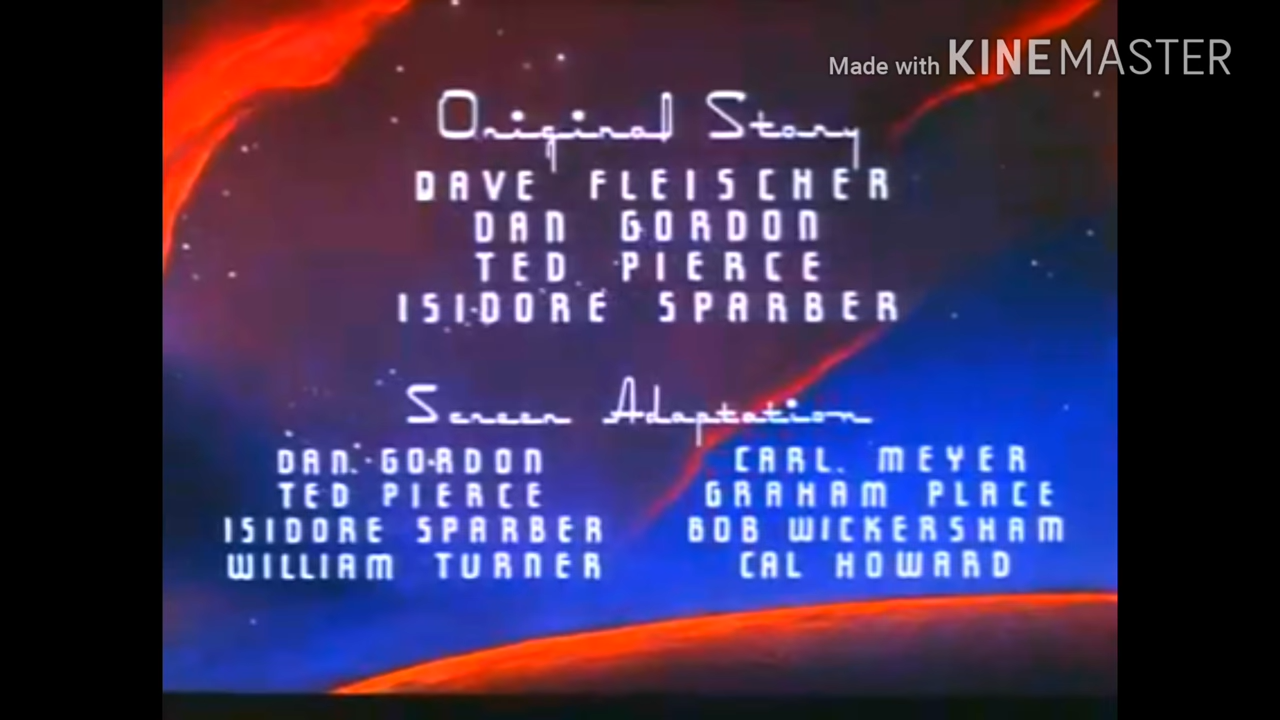 Made with KINEMASTER
Original Story
DAVE FLEISCHER
DAN GORDON
TED PIERCE
ISIDORE SPARBER
Screen Adaptation
DAN GORDON
TED PIERCE
ISIDORE SPARBER
WILLIAM TURNER
CARL MEYER
GRAHAM PLACE
BOB WICKERSHAM
CAL HOWARD